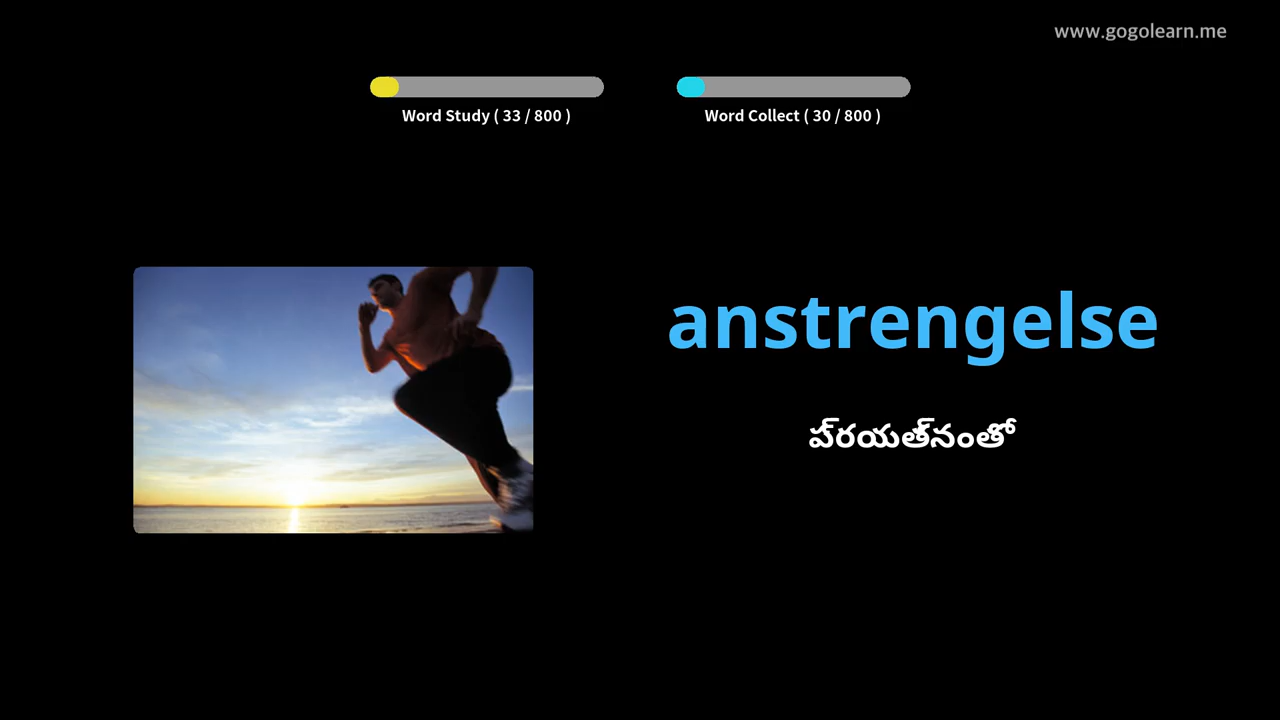 www.gogolearn.me
Word Study ( 33 / 800 )
Word Collect ( 30 / 800 )
anstrengelse
ప్రయత్నంతో